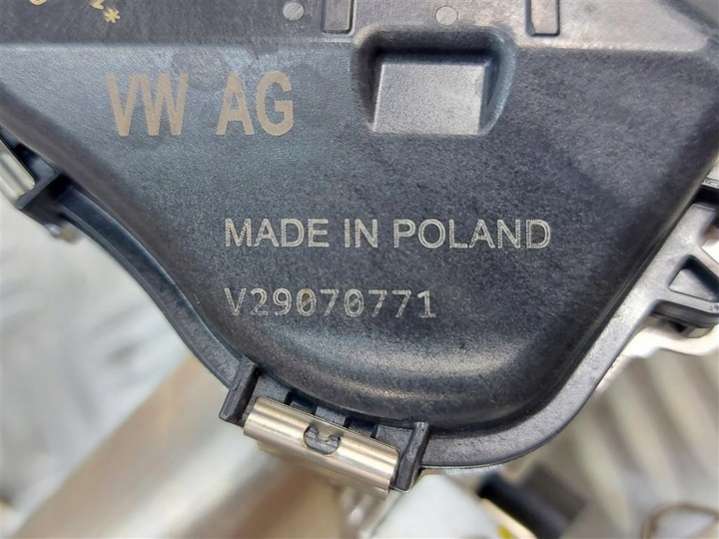 VW AG
MADE IN POLAND
V29070771